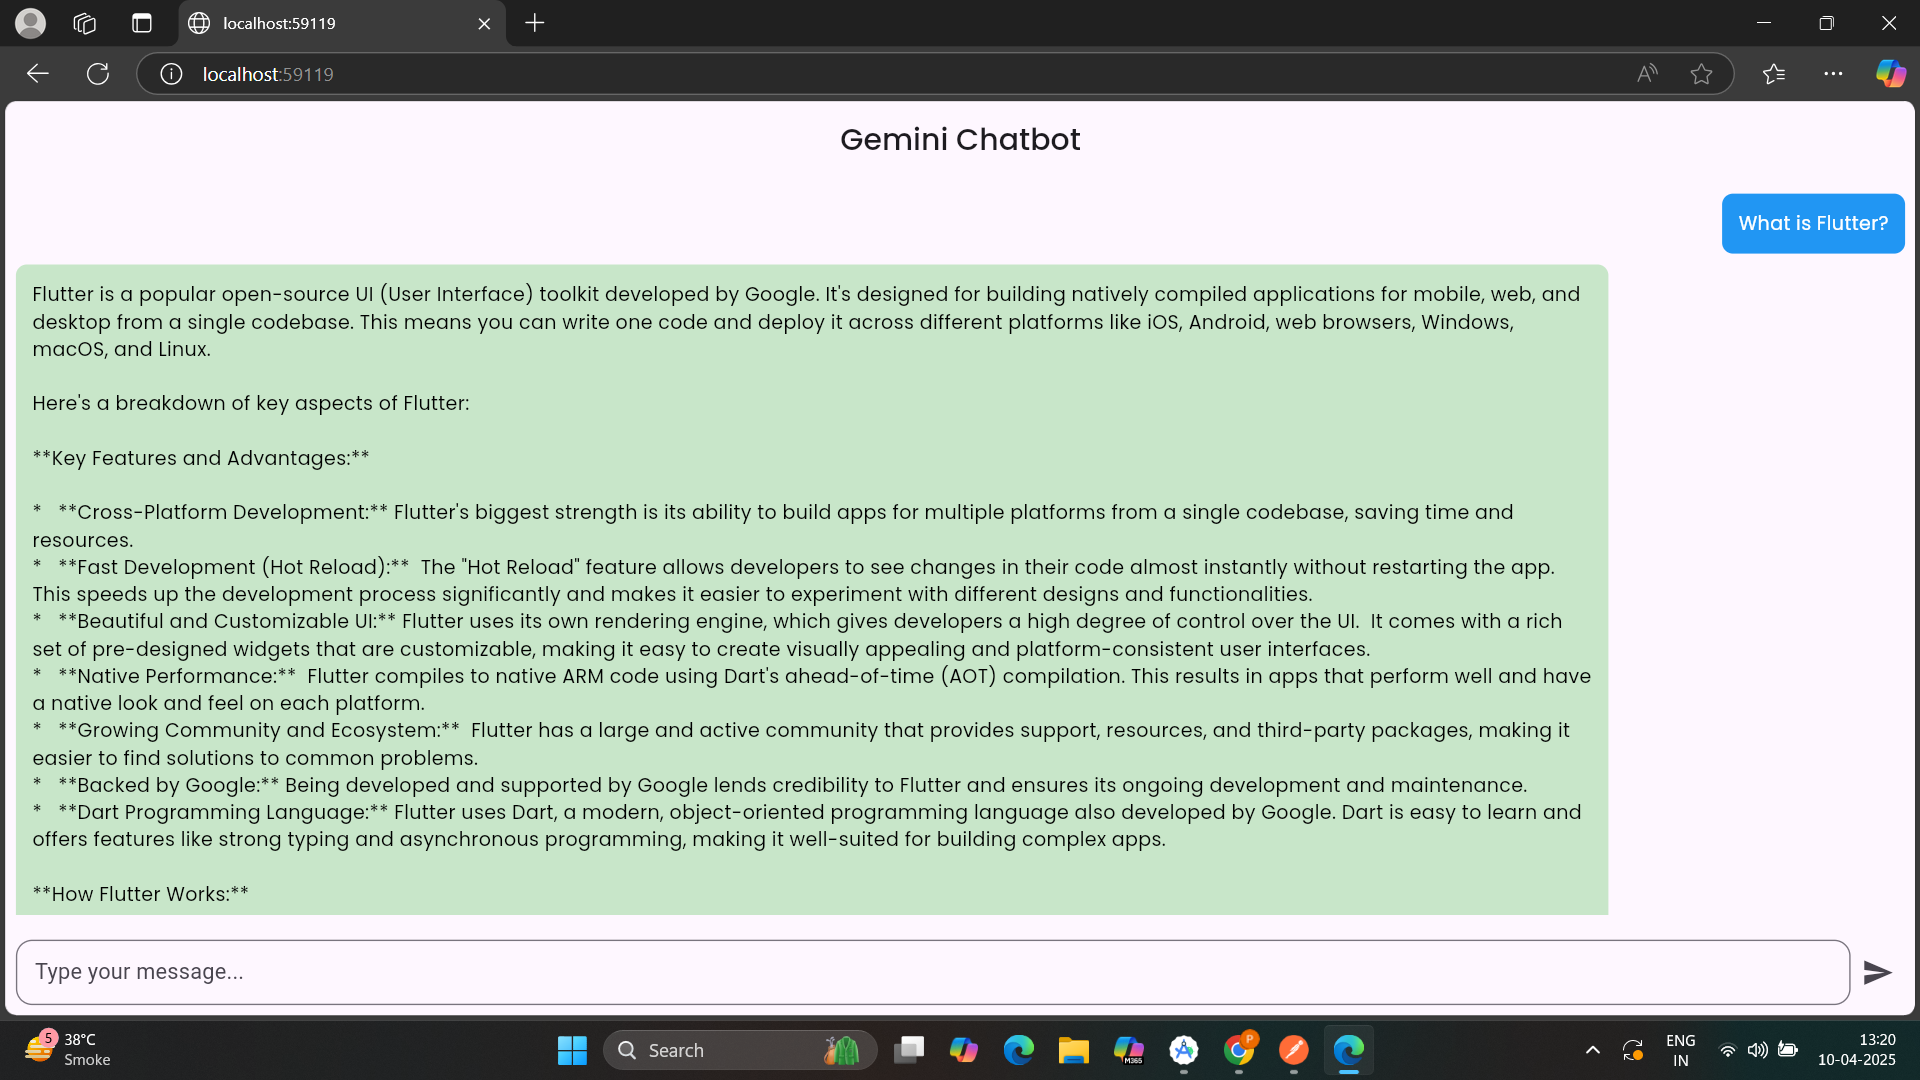 localhost:59119
localhost:59119
Gemini Chatbot
What is Flutter?
Flutter is a popular open-source UI (User Interface) toolkit developed by Google. It's designed for building natively compiled applications for mobile, web, and
desktop from a single codebase. This means you can write one code and deploy it across different platforms like iOS, Android, web browsers, Windows,
macOS, and Linux.
Here's a breakdown of key aspects of Flutter:
**Key Features and Advantages:**
*   **Cross-Platform Development:** Flutter's biggest strength is its ability to build apps for multiple platforms from a single codebase, saving time and
resources.
*   **Fast Development (Hot Reload):**  The "Hot Reload" feature allows developers to see changes in their code almost instantly without restarting the app.
This speeds up the development process significantly and makes it easier to experiment with different designs and functionalities.
*   **Beautiful and Customizable UI:** Flutter uses its own rendering engine, which gives developers a high degree of control over the UI.  It comes with a rich
set of pre-designed widgets that are customizable, making it easy to create visually appealing and platform-consistent user interfaces.
*   **Native Performance:**  Flutter compiles to native ARM code using Dart's ahead-of-time (AOT) compilation. This results in apps that perform well and have
a native look and feel on each platform.
*   **Growing Community and Ecosystem:**  Flutter has a large and active community that provides support, resources, and third-party packages, making it
easier to find solutions to common problems.
*   **Backed by Google:** Being developed and supported by Google lends credibility to Flutter and ensures its ongoing development and maintenance.
*   **Dart Programming Language:** Flutter uses Dart, a modern, object-oriented programming language also developed by Google. Dart is easy to learn and
offers features like strong typing and asynchronous programming, making it well-suited for building complex apps.
**How Flutter Works:**
Type your message...
5
38°C
Smoke
Search
M365
P
ENG
IN
13:20
10-04-2025